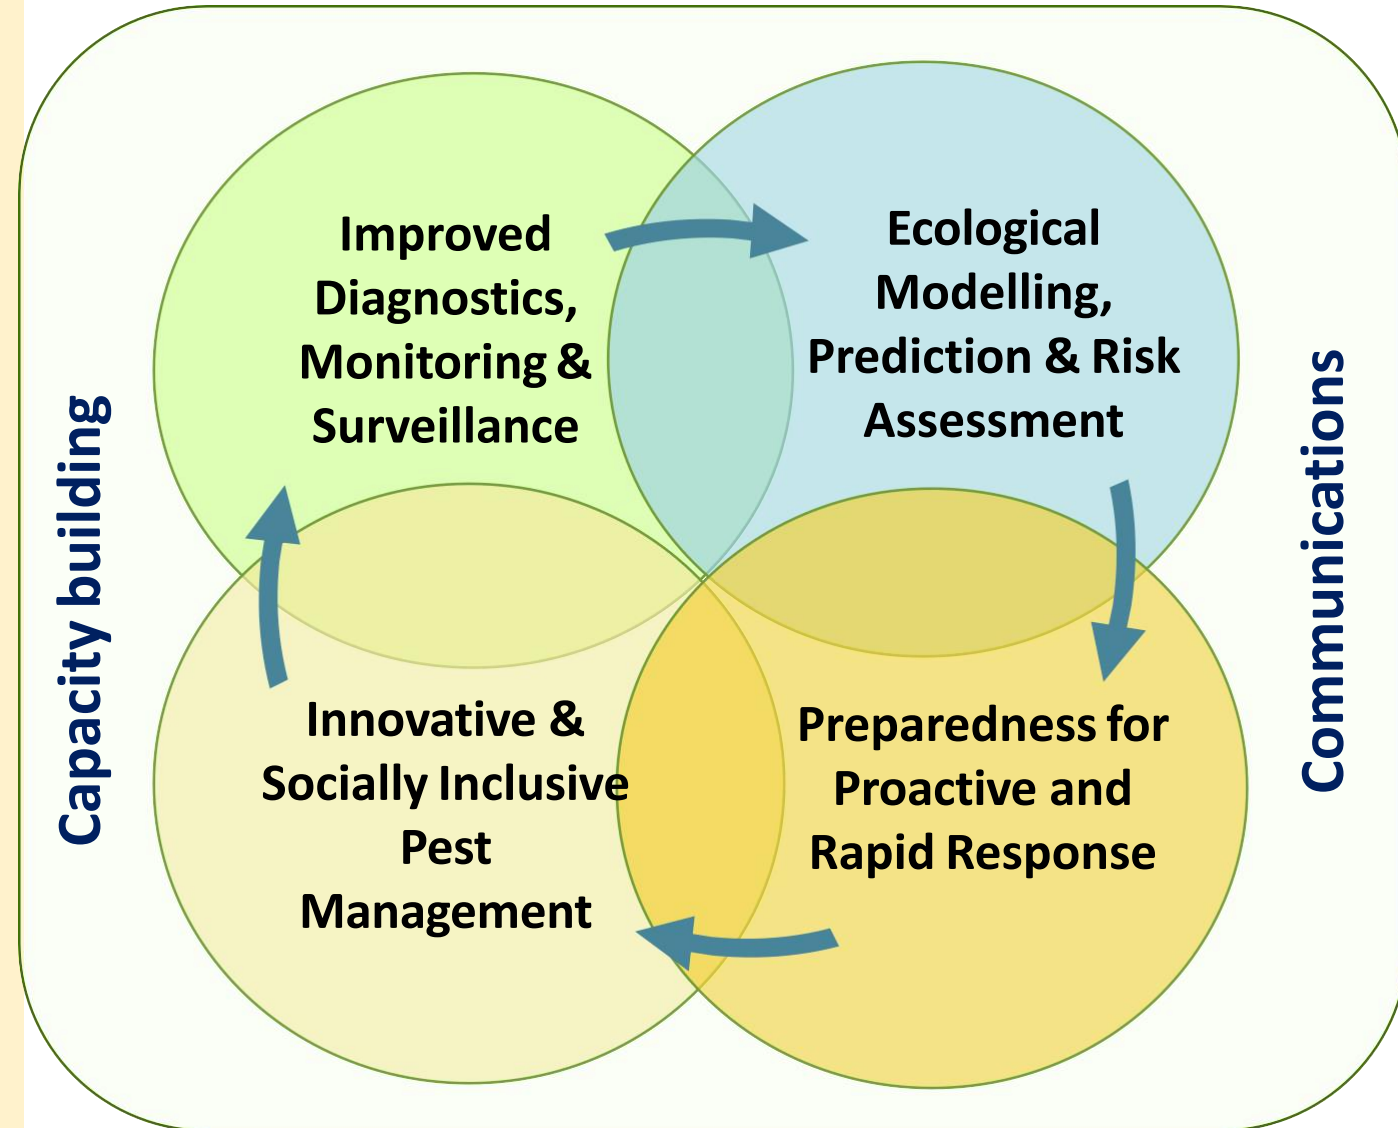 Improved
Diagnostics,
Monitoring &
Surveillance
Ecological
Modelling,
Prediction & Risk
Assessment
Capacity building
Communications
Innovative &
Socially Inclusive
Pest
Management
Preparedness for
Proactive and
Rapid Response